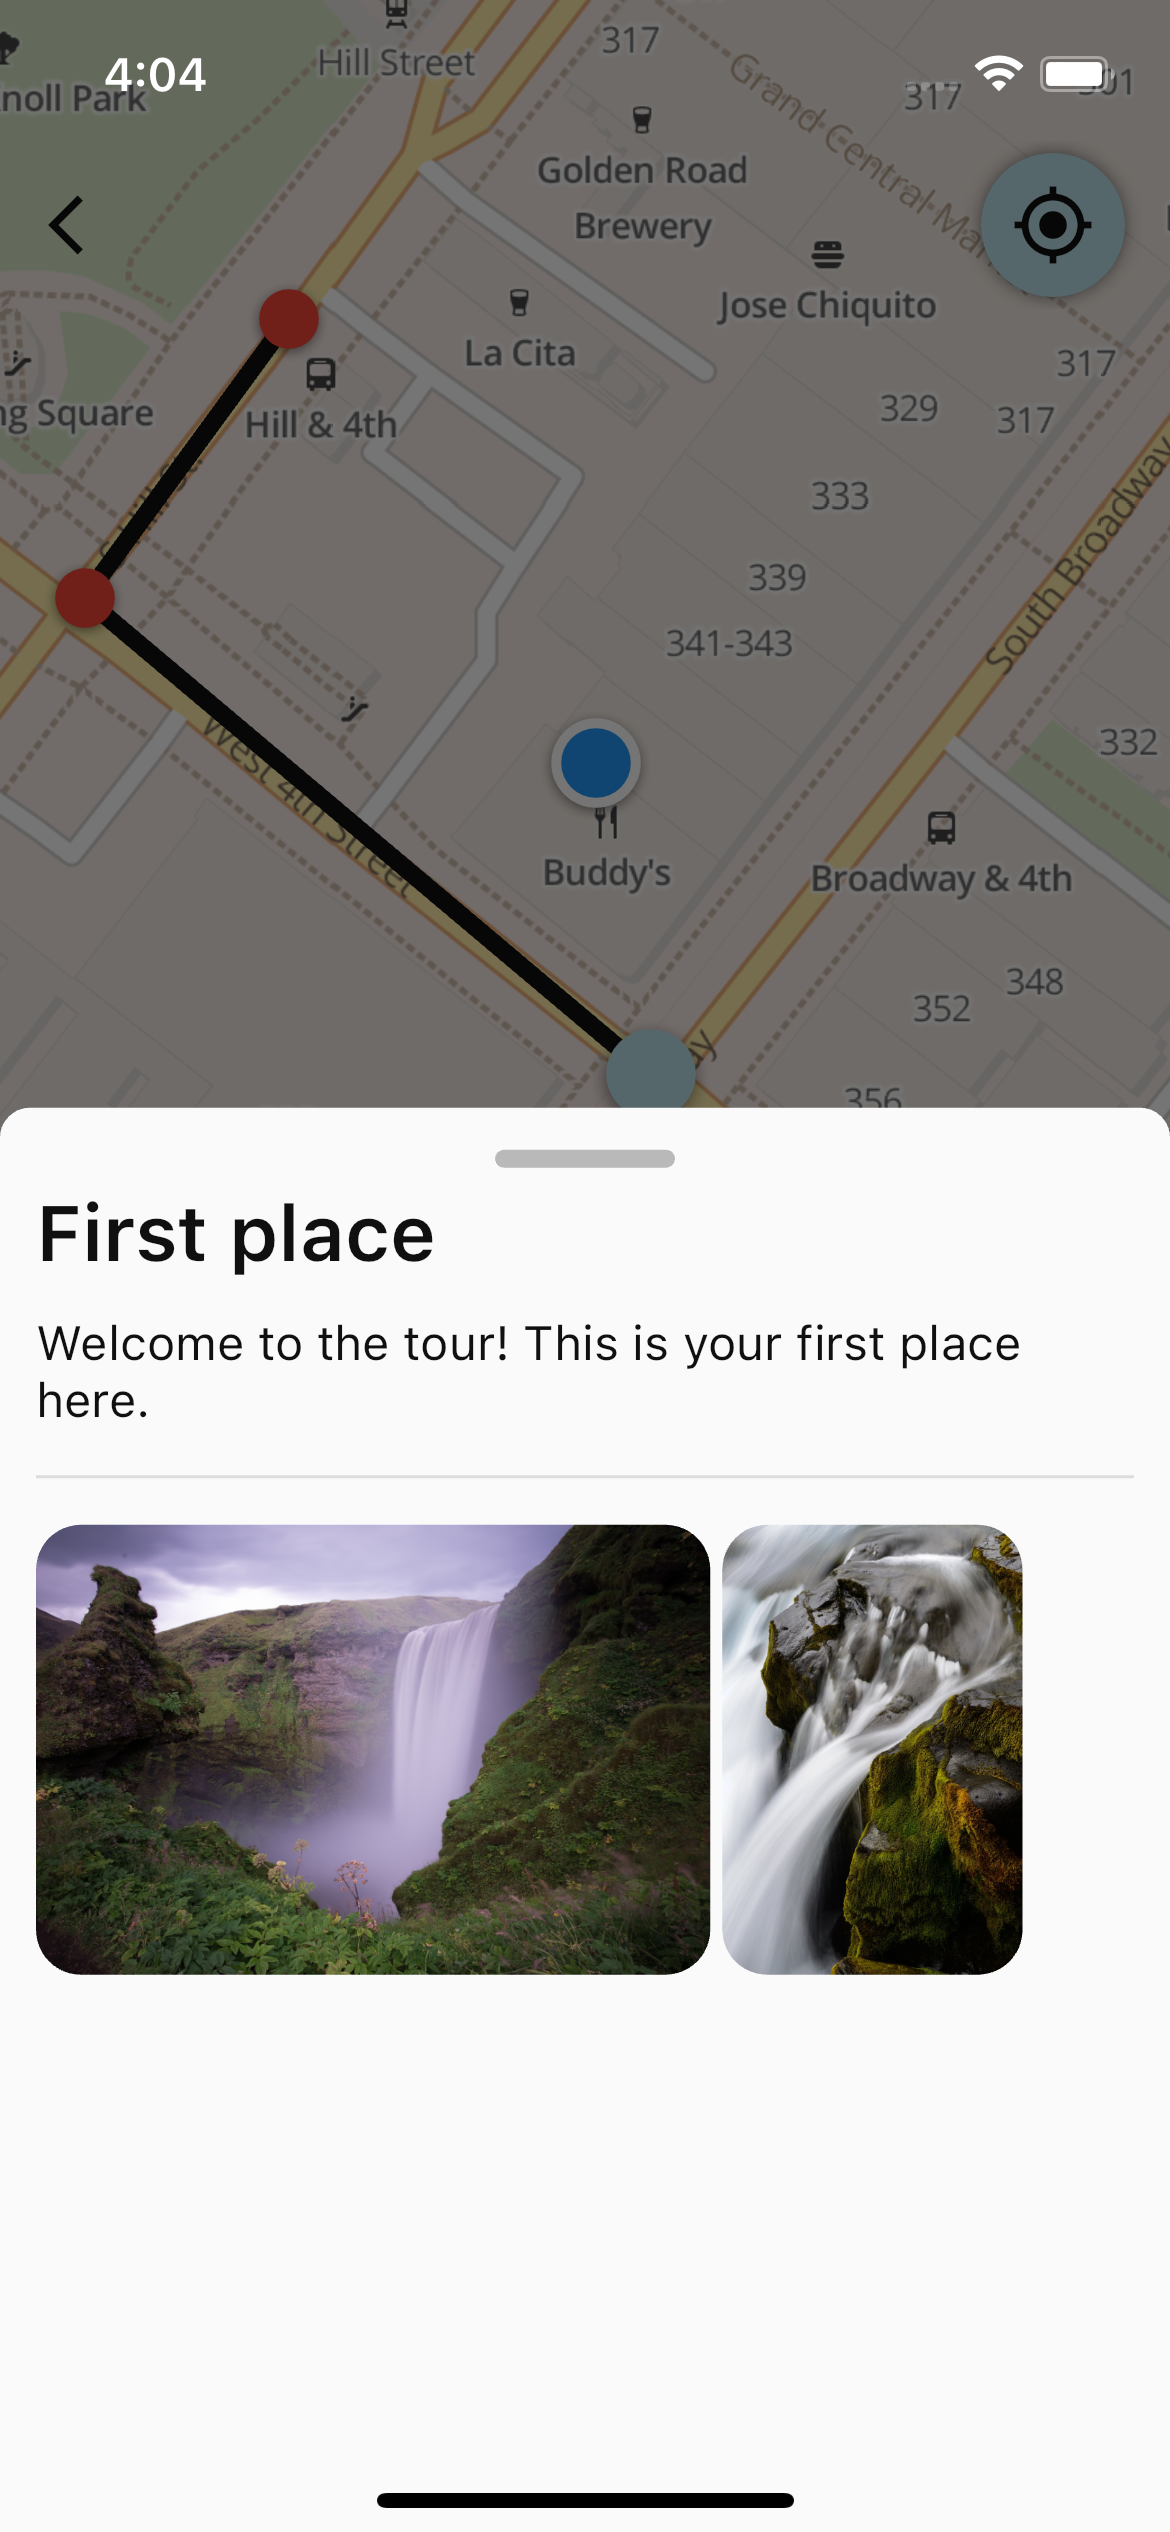 317
Hill Street
4:04
317
301
noll Park
Grand Central Mar
Golden Road
Brewery
Jose Chiquito
La Cita
317
329
317
ng Square
Hill & 4th
333
South Broadway
339
341-343
332
West 4th Street
Buddy's
Broadway & 4th
348
352
ay
356
First place
Welcome to the tour! This is your first place
here.